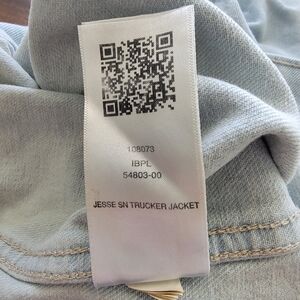 108073
IBPL
54803-00
JESSE SN TRUCKER JACKET